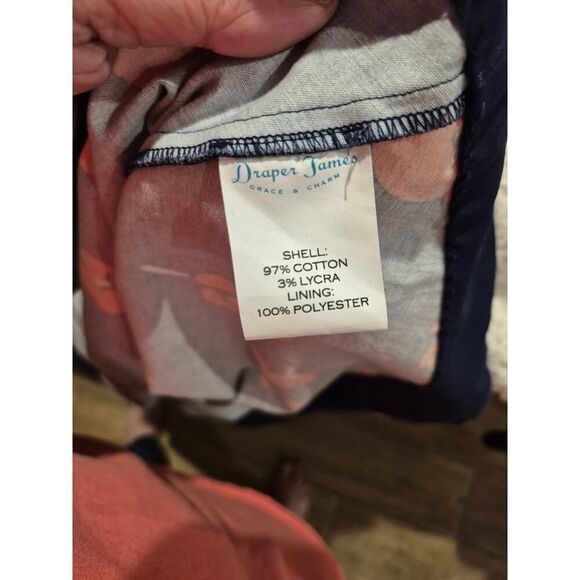 Draper James
GRACE & CHARM
SHELL:
97% COTTON
3% LYCRA
LINING:
100% POLYESTER